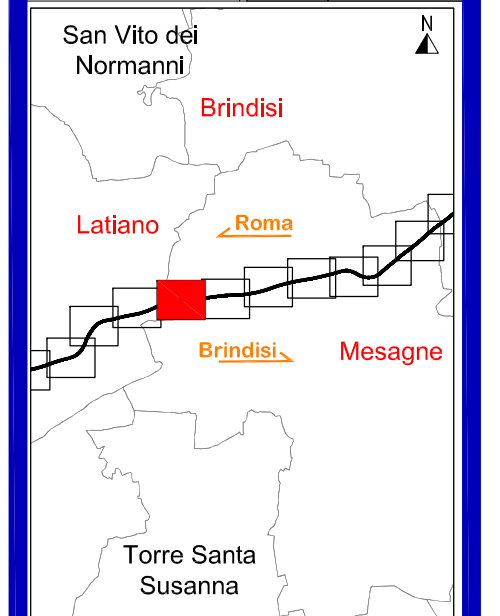 San Vito dei
Normanni
N
Brindisi
Latiano
Roma
Brindisi
Mesagne
Torre Santa
Susanna